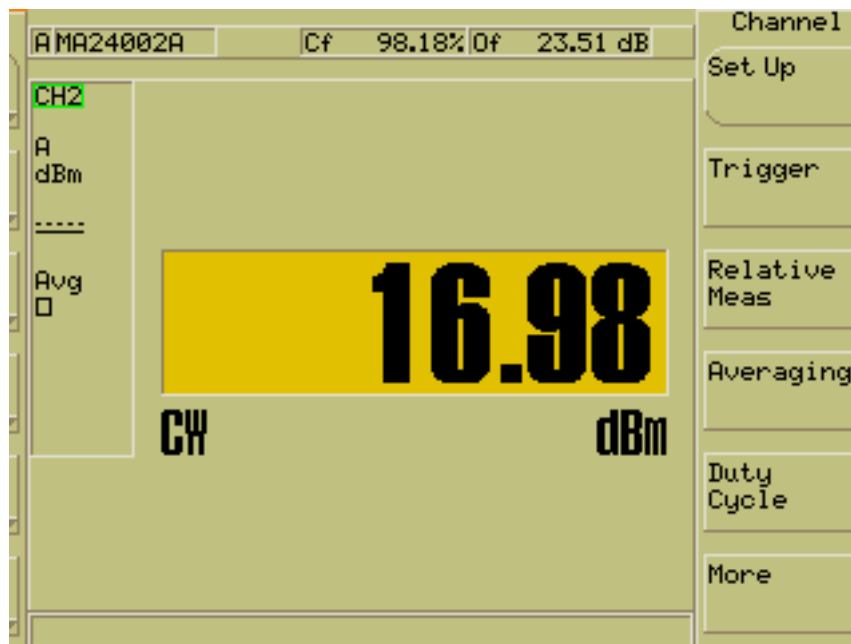 A MA24002A Cf 98.18% Of 23.51 dB
CH2
A
dBm
-----
Avg
16.98
CW dBm
Channel
Set Up
Trigger
Relative
Meas
Averaging
Duty
Cycle
More